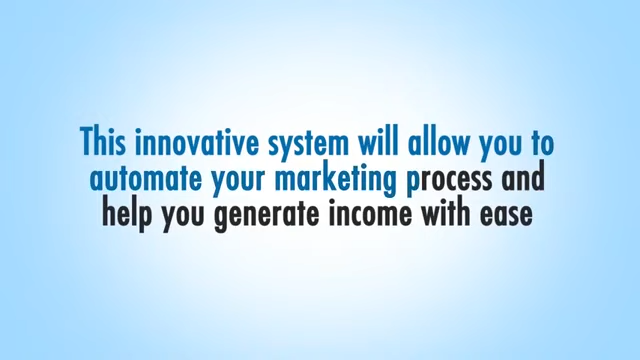 This innovative system will allow you to
automate your marketing process and
help you generate income with ease